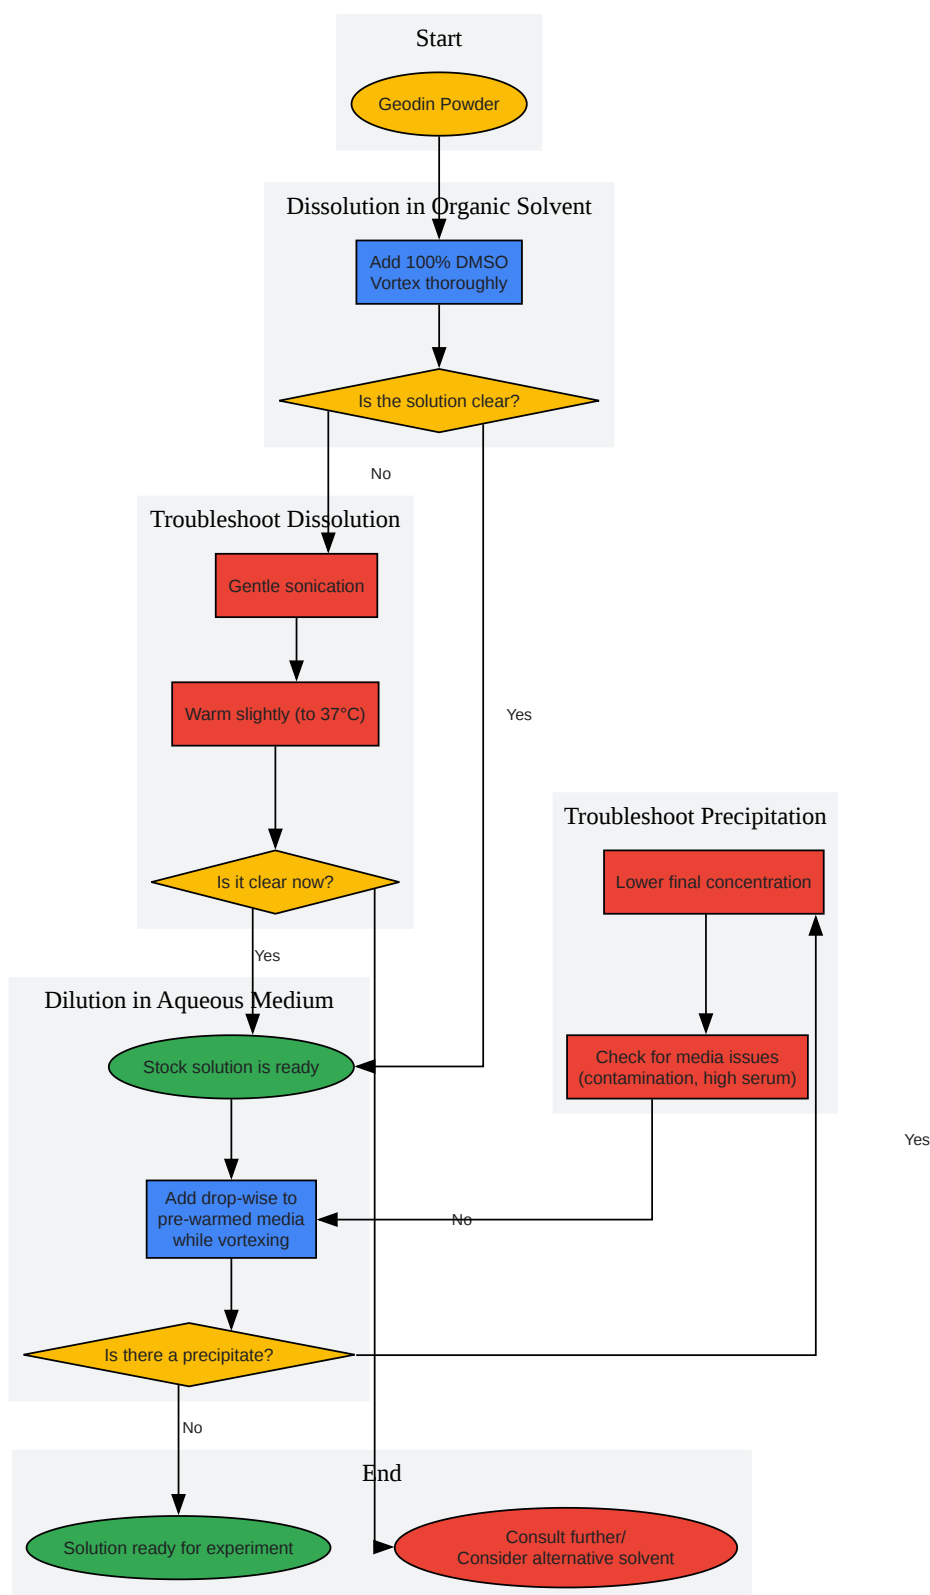 Start
Geodin Powder
Dissolution in Organic Solvent
Add 100% DMSO
Vortex thoroughly
Is the solution clear?
No
Troubleshoot Dissolution
Gentle sonication
Warm slightly (to 37°C)
Yes
Troubleshoot Precipitation
Lower final concentration
Is it clear now?
Yes
Dilution in Aqueous Medium
Stock solution is ready
Check for media issues
(contamination, high serum)
Yes
Add drop-wise to
pre-warmed media
while vortexing
No
Is there a precipitate?
No
End
Solution ready for experiment
Consult further/
Consider alternative solvent